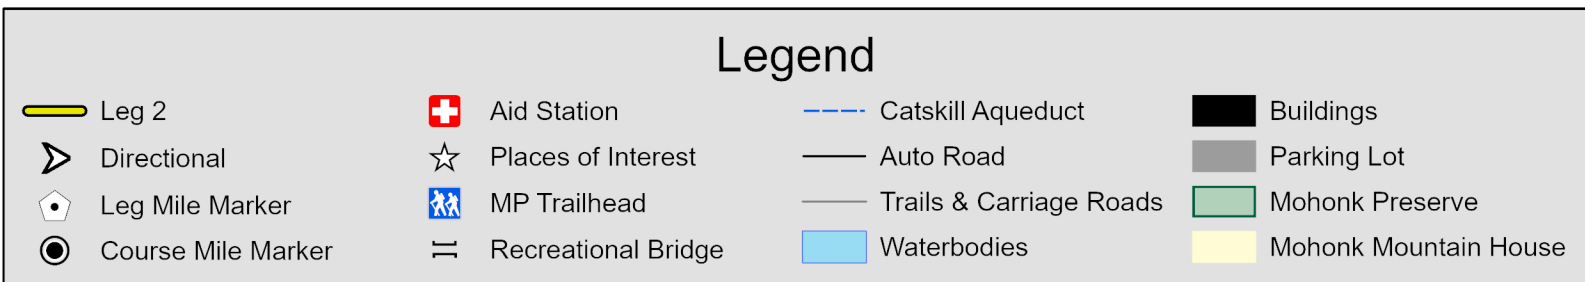 Legend
Leg 2
Directional
Leg Mile Marker
Course Mile Marker
Aid Station
Places of Interest
MP Trailhead
Recreational Bridge
Catskill Aqueduct
Auto Road
Trails & Carriage Roads
Waterbodies
Buildings
Parking Lot
Mohonk Preserve
Mohonk Mountain House